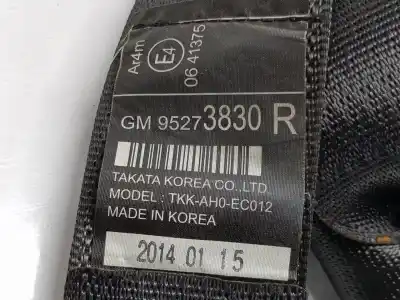 Ar4m E4 06 41375
GM 95273830 R
TAKATA KOREA CO., LTD.
MODEL : TKK-AH0-EC012
MADE IN KOREA
2014 01 15